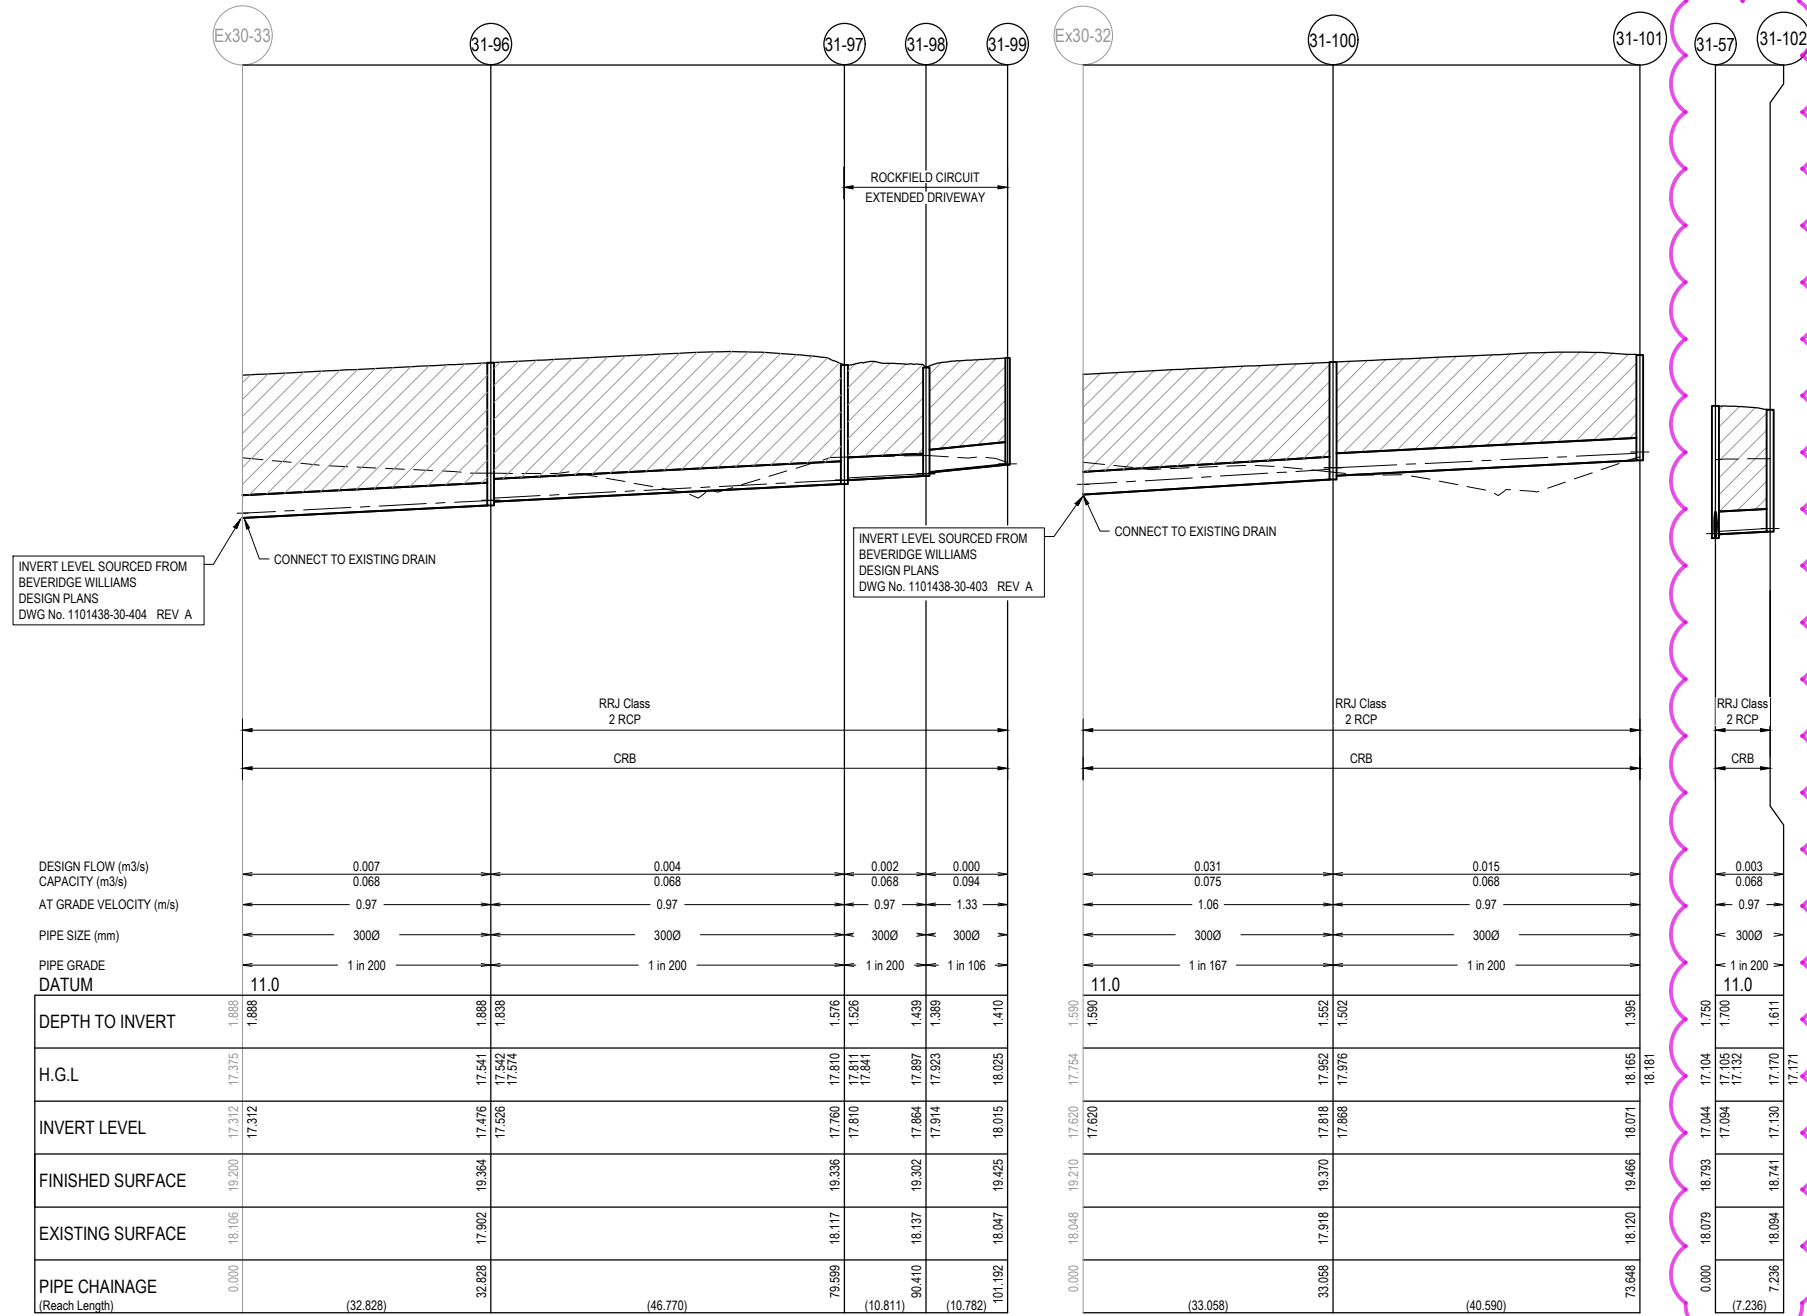 Ex30-33
31-96
31-97
31-98
31-99
Ex30-32
31-100
31-101
31-57
31-102
ROCKFIELD CIRCUIT
EXTENDED DRIVEWAY
INVERT LEVEL SOURCED FROM
BEVERIDGE WILLIAMS
DESIGN PLANS
DWG No. 1101438-30-404 REV A
CONNECT TO EXISTING DRAIN
INVERT LEVEL SOURCED FROM
BEVERIDGE WILLIAMS
DESIGN PLANS
DWG No. 1101438-30-403 REV A
CONNECT TO EXISTING DRAIN
RRJ Class
2 RCP
CRB
RRJ Class
2 RCP
CRB
RRJ Class
2 RCP
CRB
DESIGN FLOW (m3/s) 0.007 0.004 0.002 0.000 0.031 0.015 0.003
CAPACITY (m3/s) 0.068 0.068 0.068 0.094 0.075 0.068 0.068
AT GRADE VELOCITY (m/s) 0.97 0.97 0.97 1.33 1.06 0.97 0.97
PIPE SIZE (mm) 300Ø 300Ø 300Ø 300Ø 300Ø 300Ø 300Ø
PIPE GRADE 1 in 200 1 in 200 1 in 200 1 in 106 1 in 167 1 in 200 1 in 200
DATUM 11.0 11.0 11.0
DEPTH TO INVERT 1.888 1.888 1.888 1.838 1.576 1.526 1.439 1.389 1.410 1.590 1.590 1.552 1.502 1.395 1.750 1.700 1.611
H.G.L 17.375 17.541 17.542 17.574 17.810 17.811 17.841 17.897 17.923 18.025 17.754 17.952 17.976 18.165 18.181 17.104 17.105 17.132 17.170 17.171
INVERT LEVEL 17.312 17.312 17.476 17.526 17.760 17.810 17.864 17.914 18.015 17.620 17.620 17.818 17.868 18.071 17.044 17.094 17.130
FINISHED SURFACE 19.200 19.364 19.336 19.302 19.425 19.210 19.370 19.466 18.793 18.741
EXISTING SURFACE 18.106 17.902 18.117 18.137 18.047 18.048 17.918 18.120 18.079 18.094
PIPE CHAINAGE 0.000 32.828 79.599 90.410 101.192 0.000 33.058 73.648 0.000 7.236
(Reach Length) (32.828) (46.770) (10.811) (10.782) (33.058) (40.590) (7.236)